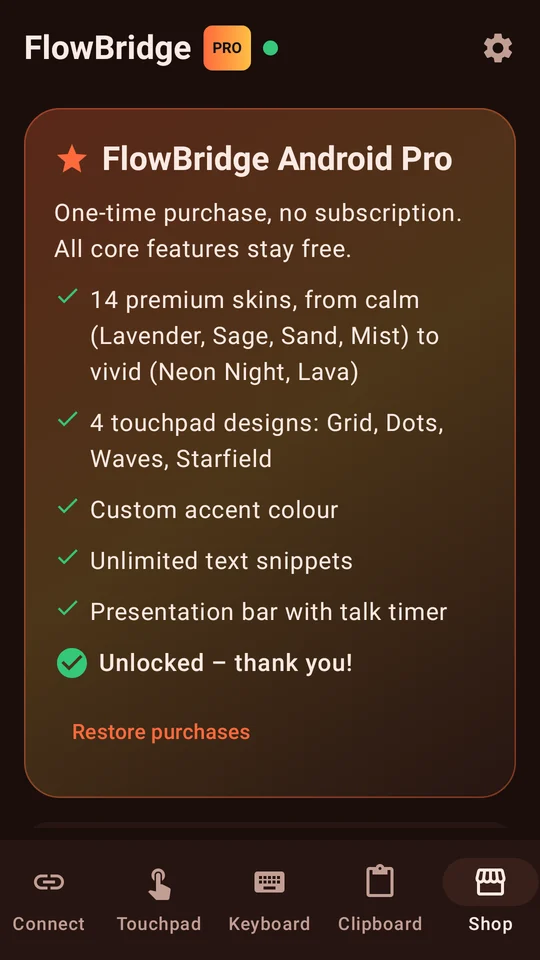 FlowBridge PRO
FlowBridge Android Pro
One-time purchase, no subscription.
All core features stay free.
14 premium skins, from calm
(Lavender, Sage, Sand, Mist) to
vivid (Neon Night, Lava)
4 touchpad designs: Grid, Dots,
Waves, Starfield
Custom accent colour
Unlimited text snippets
Presentation bar with talk timer
Unlocked – thank you!
Restore purchases
Connect Touchpad Keyboard Clipboard Shop